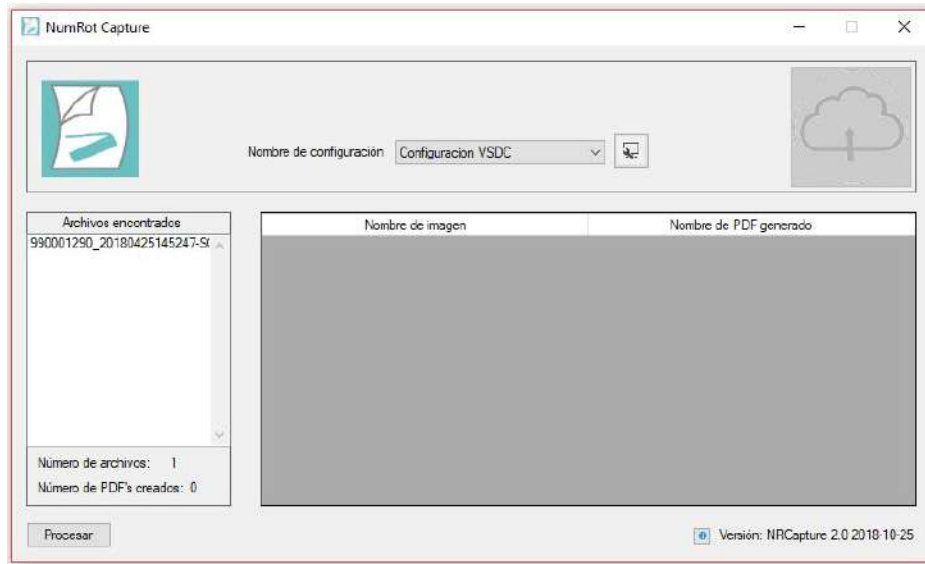 NumRot Capture
Nombre de configuración Configuracion VSDC
Archivos encontrados
990001290_20180425145247-S(
Nombre de imagen Nombre de PDF generado
Número de archivos: 1
Número de PDF's creados: 0
Procesar
Versión: NRCapture 2.0 2018-10-25